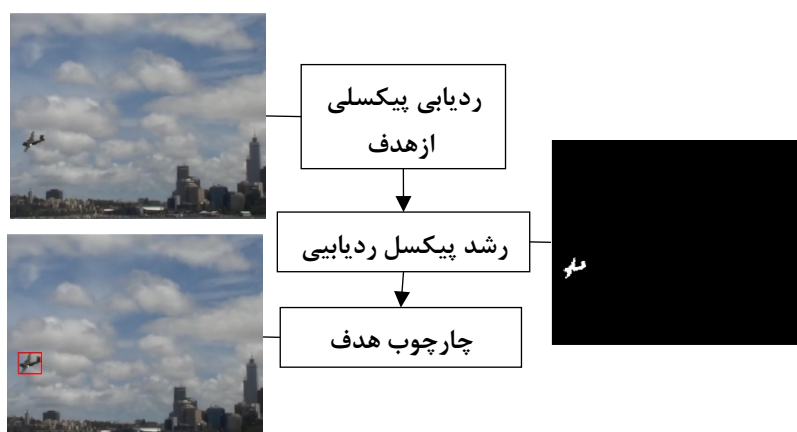 ردیابی پیکسلی
ازهدف
رشد پیکسل ردیابیی
چارچوب هدف